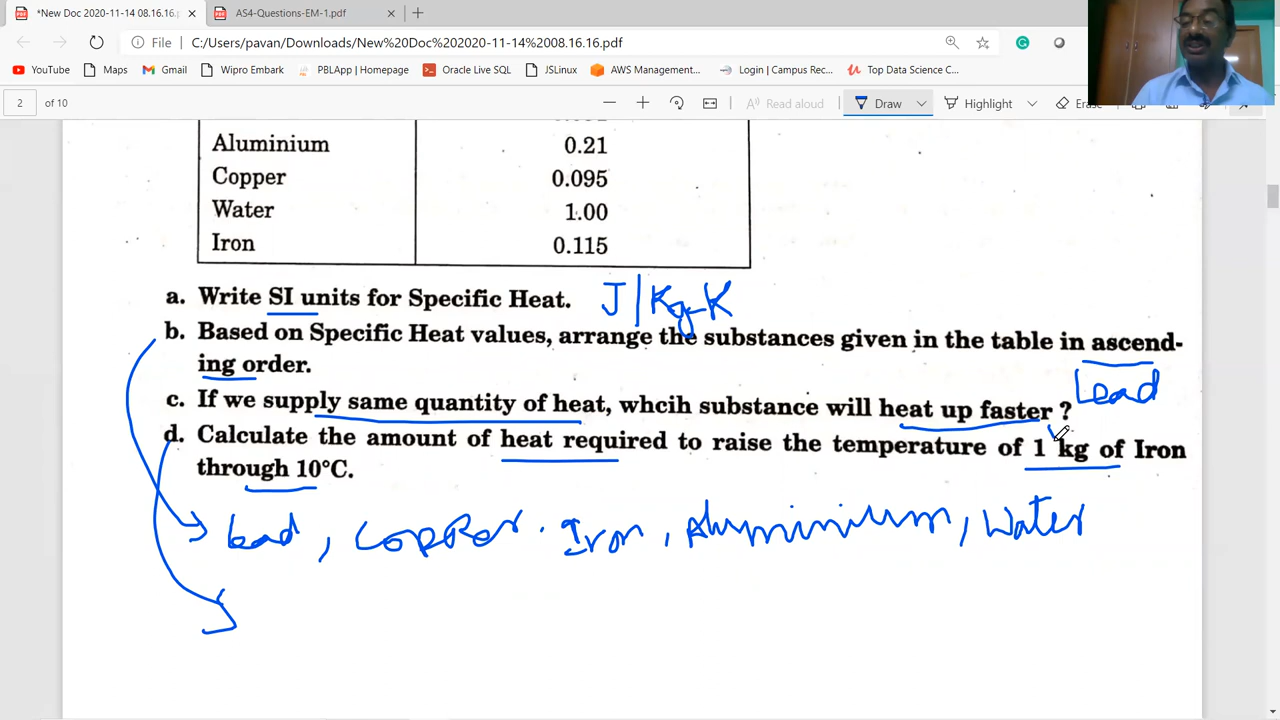 *New Doc 2020-11-14 08.16.16.p
AS4-Questions-EM-1.pdf
File C:/Users/pavan/Downloads/New%20Doc%202020-11-14%2008.16.16.pdf
YouTube Maps Gmail Wipro Embark PBLApp | Homepage Oracle Live SQL JSLinux AWS Management... Login | Campus Rec... Top Data Science C...
2 of 10 Read aloud Draw Highlight Erase
Aluminium 0.21
Copper 0.095
Water 1.00
Iron 0.115
a. Write SI units for Specific Heat. J/Kg-K
b. Based on Specific Heat values, arrange the substances given in the table in ascend-
ing order.
Lead
c. If we supply same quantity of heat, whcih substance will heat up faster ?
d. Calculate the amount of heat required to raise the temperature of 1 kg of Iron
through 10°C.
Lead, Copper. Iron, Aluminium, Water